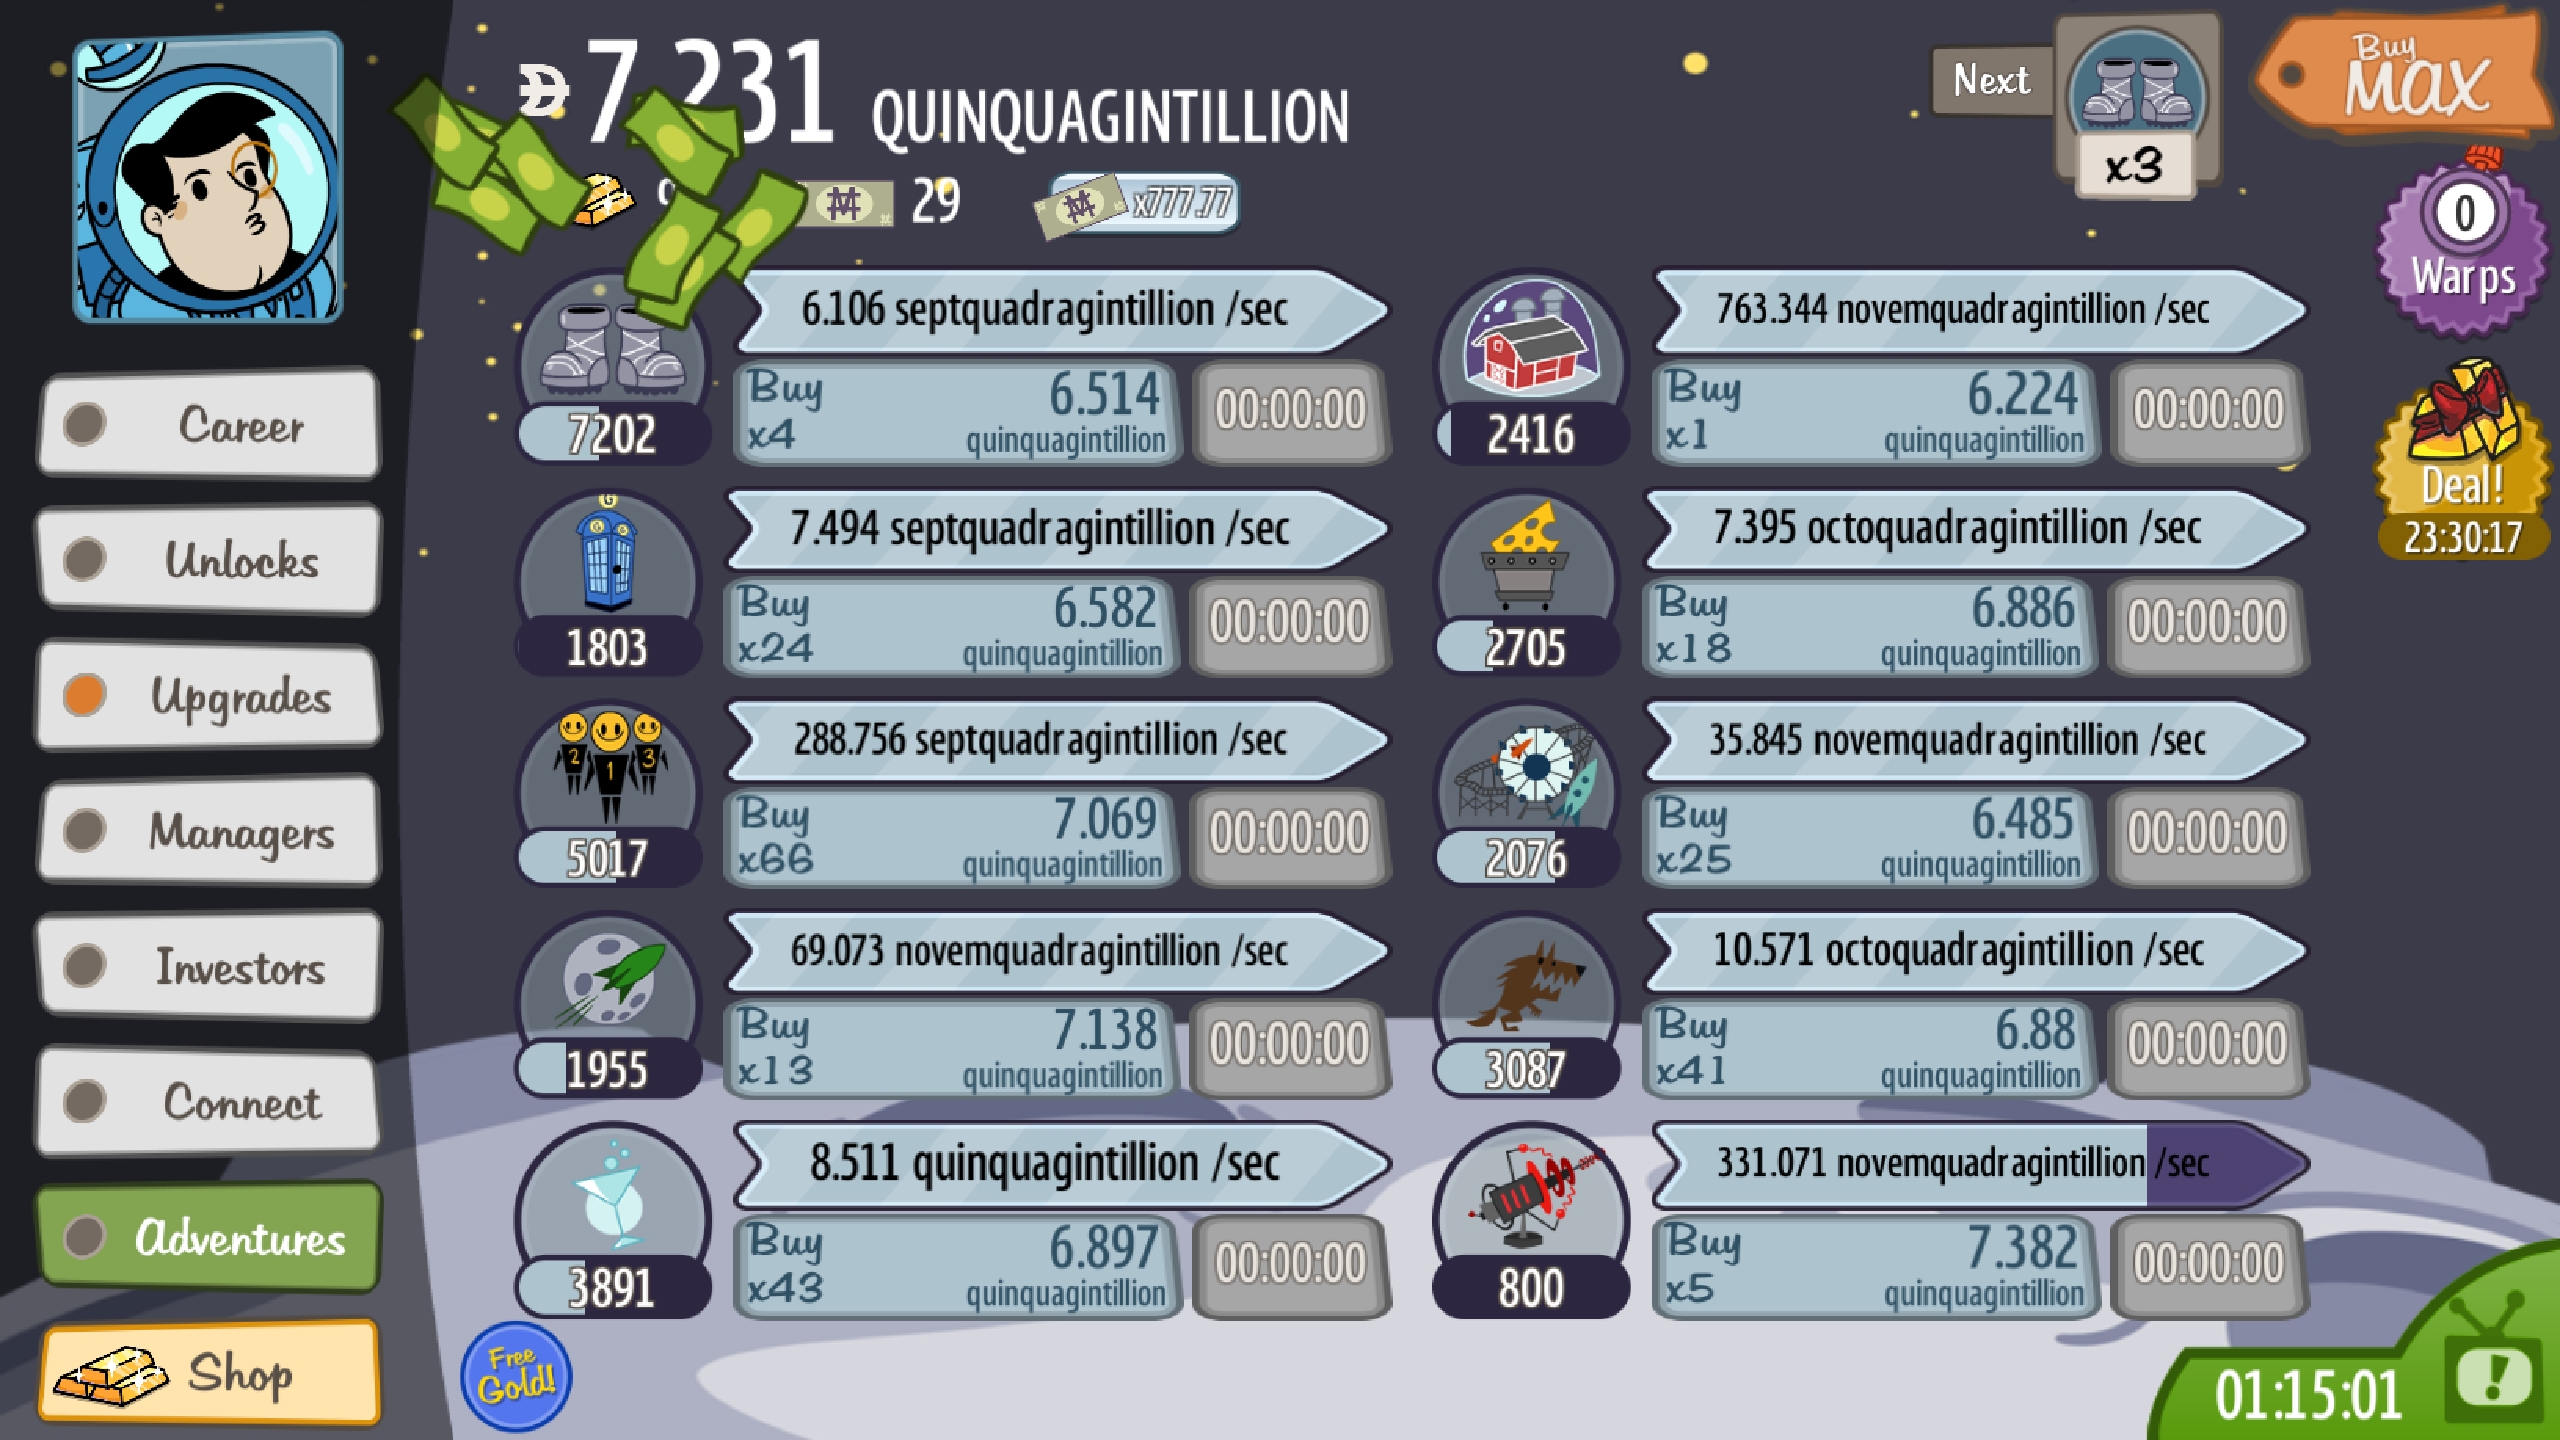 7.231 QUINQUAGINTILLION
29
x777.77
Next
x3
Buy
MAX
0
Warps
Deal!
23:30:17
Career
Unlocks
Upgrades
Managers
Investors
Connect
Adventures
Shop
6.106 septquadragintillion /sec
7202
Buy
x4
6.514
quinquagintillion
00:00:00
763.344 novemquadragintillion /sec
2416
Buy
x1
6.224
quinquagintillion
00:00:00
7.494 septquadragintillion /sec
1803
Buy
x24
6.582
quinquagintillion
00:00:00
7.395 octoquadragintillion /sec
2705
Buy
x18
6.886
quinquagintillion
00:00:00
288.756 septquadragintillion /sec
2
1
3
5017
Buy
x66
7.069
quinquagintillion
00:00:00
35.845 novemquadragintillion /sec
2076
Buy
x25
6.485
quinquagintillion
00:00:00
69.073 novemquadragintillion /sec
1955
Buy
x13
7.138
quinquagintillion
00:00:00
10.571 octoquadragintillion /sec
3087
Buy
x41
6.88
quinquagintillion
00:00:00
8.511 quinquagintillion /sec
3891
Buy
x43
6.897
quinquagintillion
00:00:00
331.071 novemquadragintillion /sec
800
Buy
x5
7.382
quinquagintillion
00:00:00
Free
Gold!
01:15:01